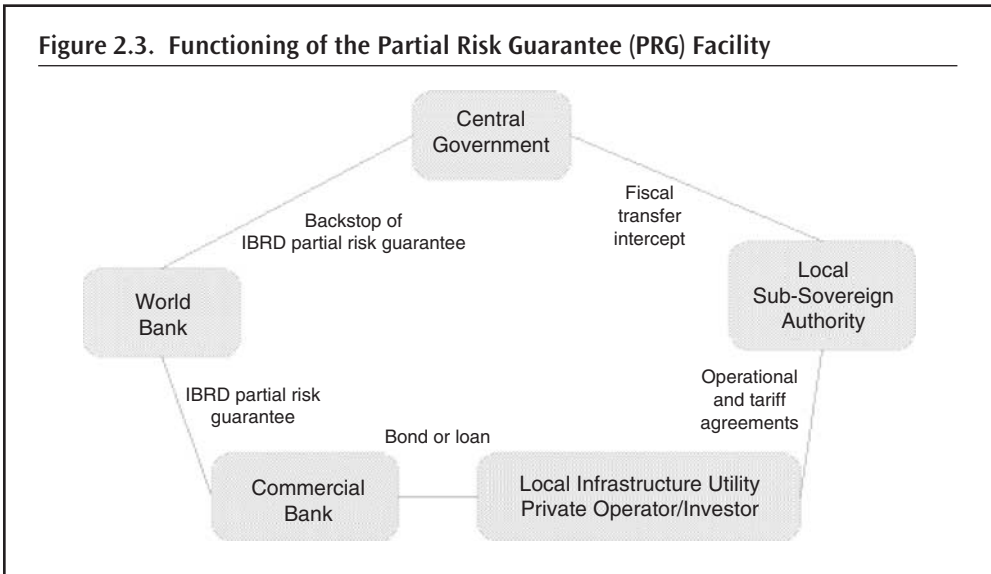 Figure 2.3. Functioning of the Partial Risk Guarantee (PRG) Facility
Central
Government
Fiscal
transfer
intercept
Backstop of
IBRD partial risk guarantee
Local
Sub-Sovereign
Authority
World
Bank
Operational
and tariff
agreements
IBRD partial risk
guarantee
Bond or loan
Commercial
Bank
Local Infrastructure Utility
Private Operator/Investor